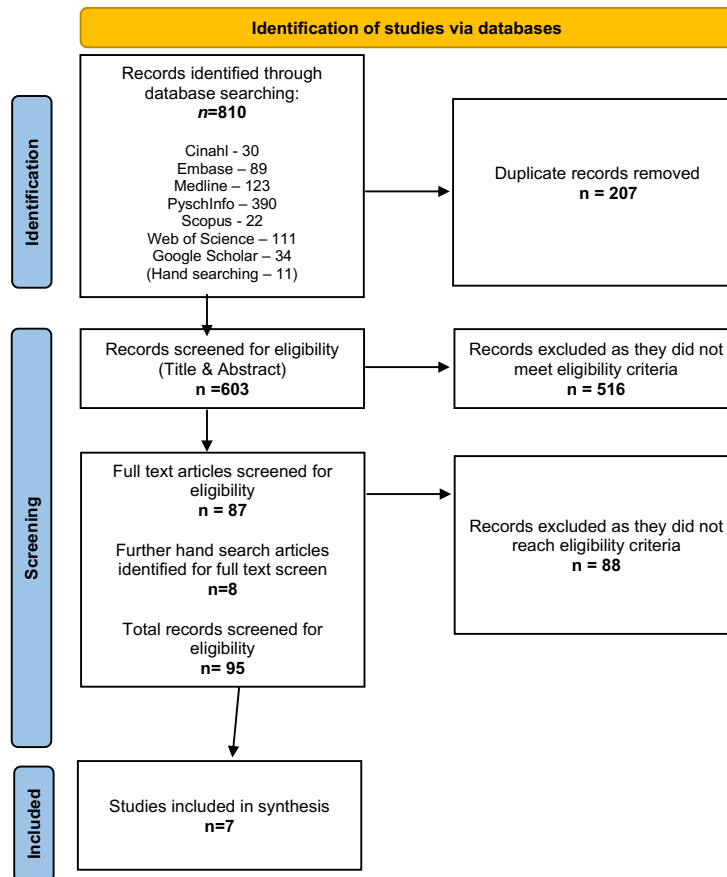 Identification of studies via databases
Identification
Records identified through
database searching:
n=810
Cinahl - 30
Embase – 89
Medline – 123
PyschInfo – 390
Scopus - 22
Web of Science – 111
Google Scholar – 34
(Hand searching – 11)
Duplicate records removed
n = 207
Screening
Records screened for eligibility
(Title & Abstract)
n =603
Records excluded as they did not
meet eligibility criteria
n = 516
Full text articles screened for
eligibility
n = 87
Further hand search articles
identified for full text screen
n=8
Total records screened for
eligibility
n= 95
Records excluded as they did not
reach eligibility criteria
n = 88
Included
Studies included in synthesis
n=7